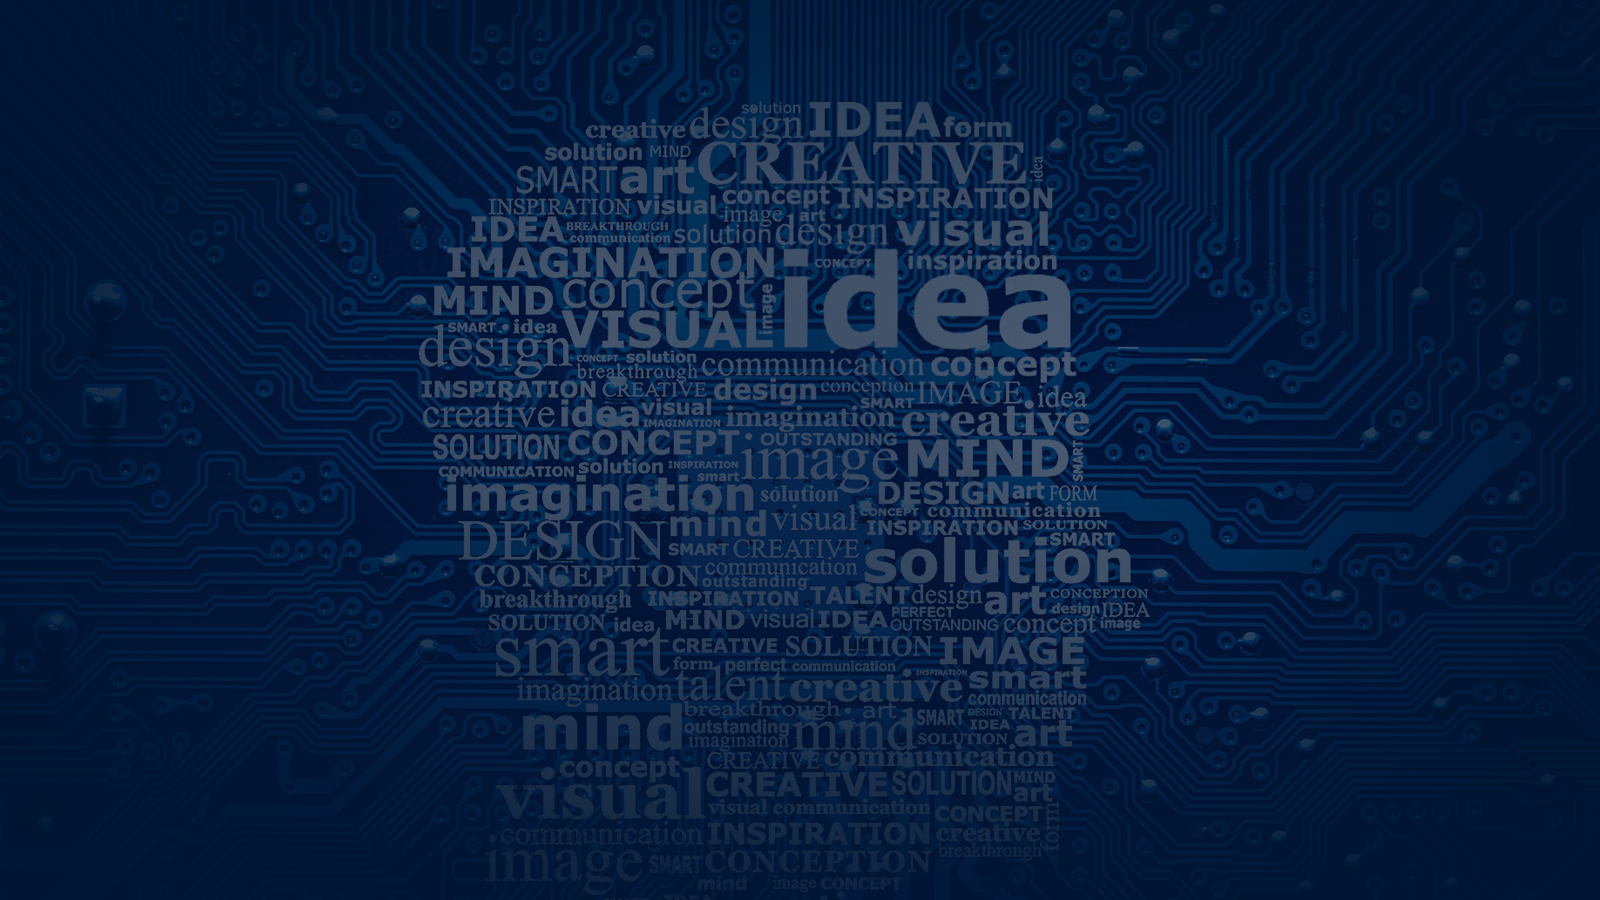 solution
creative design IDEA form
solution MIND CREATIVE idea
SMART art
INSPIRATION visual concept INSPIRATION
image art
IDEA BREAKTHROUGH communication solution design visual
IMAGINATION CONCEPT inspiration
MIND concept image idea
SMART idea VISUAL
design CONCEPT solution communication concept
breakthrough
INSPIRATION CREATIVE design conception IMAGE idea
creative idea visual IMAGINATION imagination SMART creative
SOLUTION CONCEPT OUTSTANDING image MIND SMART
COMMUNICATION solution INSPIRATION smart
imagination solution DESIGN art FORM
DESIGN mind visual CONCEPT communication
INSPIRATION SOLUTION
SMART CREATIVE SMART
communication solution
CONCEPTION outstanding
breakthrough INSPIRATION TALENT design art CONCEPTION
design IDEA
SOLUTION idea MIND visual IDEA PERFECT OUTSTANDING concept image
smart CREATIVE SOLUTION IMAGE
form perfect communication INSPIRATION smart
imagination talent creative communication
breakthrough art SMART DESIGN TALENT
mind outstanding mind IDEA art
imagination SOLUTION
CREATIVE communication
concept CREATIVE SOLUTION MIND
visual art
visual communication CONCEPT form
communication INSPIRATION creative
image SMART CONCEPTION breakthrough
mind image CONCEPT